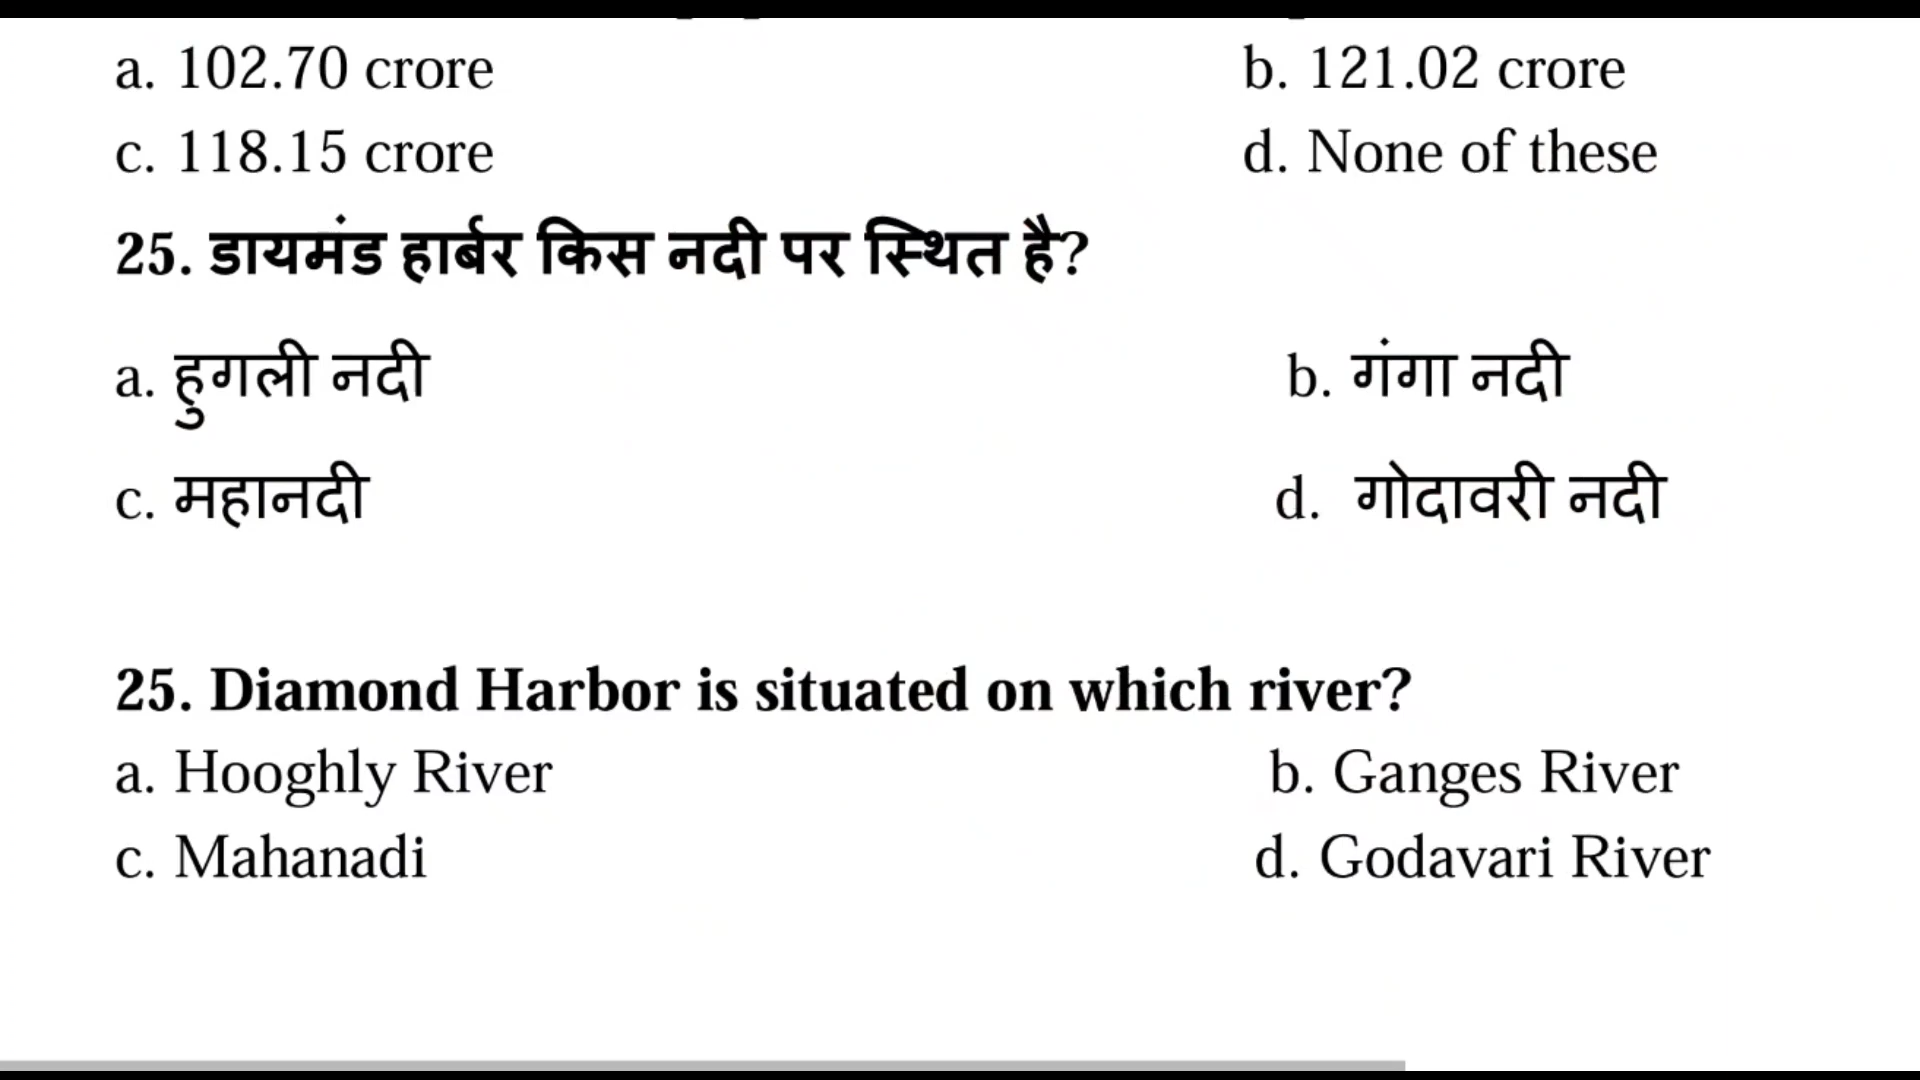 a. 102.70 crore b. 121.02 crore
c. 118.15 crore d. None of these
25. डायमंड हार्बर किस नदी पर स्थित है?
a. हुगली नदी b. गंगा नदी
c. महानदी d. गोदावरी नदी
25. Diamond Harbor is situated on which river?
a. Hooghly River b. Ganges River
c. Mahanadi d. Godavari River